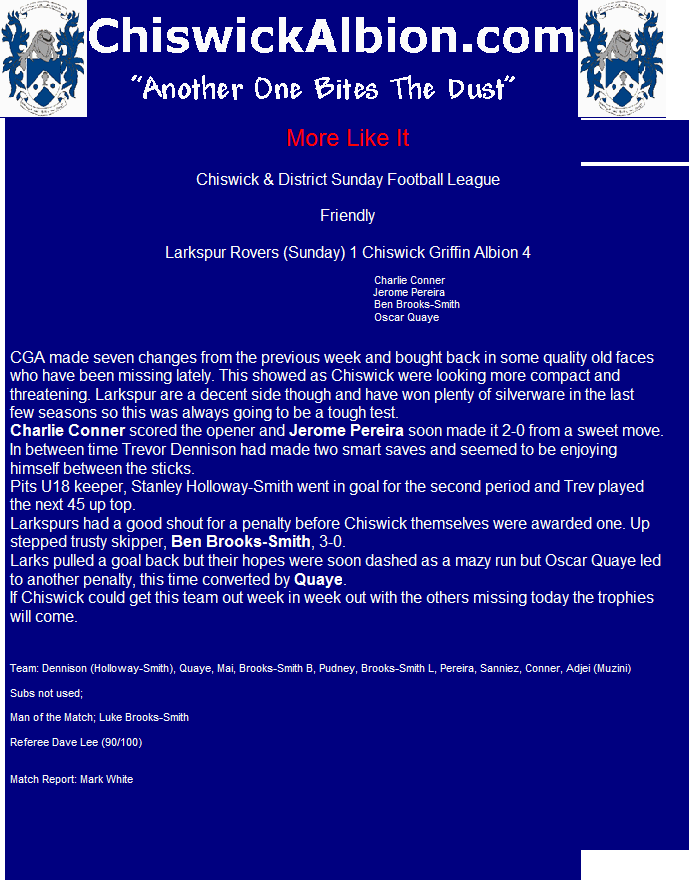 ChiswickAlbion.com
"Another One Bites The Dust"
More Like It
Chiswick & District Sunday Football League
Friendly
Larkspur Rovers (Sunday) 1 Chiswick Griffin Albion 4
Charlie Conner
Jerome Pereira
Ben Brooks-Smith
Oscar Quaye
CGA made seven changes from the previous week and bought back in some quality old faces
who have been missing lately. This showed as Chiswick were looking more compact and
threatening. Larkspur are a decent side though and have won plenty of silverware in the last
few seasons so this was always going to be a tough test.
Charlie Conner scored the opener and Jerome Pereira soon made it 2-0 from a sweet move.
In between time Trevor Dennison had made two smart saves and seemed to be enjoying
himself between the sticks.
Pits U18 keeper, Stanley Holloway-Smith went in goal for the second period and Trev played
the next 45 up top.
Larkspurs had a good shout for a penalty before Chiswick themselves were awarded one. Up
stepped trusty skipper, Ben Brooks-Smith, 3-0.
Larks pulled a goal back but their hopes were soon dashed as a mazy run but Oscar Quaye led
to another penalty, this time converted by Quaye.
If Chiswick could get this team out week in week out with the others missing today the trophies
will come.
Team: Dennison (Holloway-Smith), Quaye, Mai, Brooks-Smith B, Pudney, Brooks-Smith L, Pereira, Sanniez, Conner, Adjei (Muzini)
Subs not used;
Man of the Match; Luke Brooks-Smith
Referee Dave Lee (90/100)
Match Report: Mark White